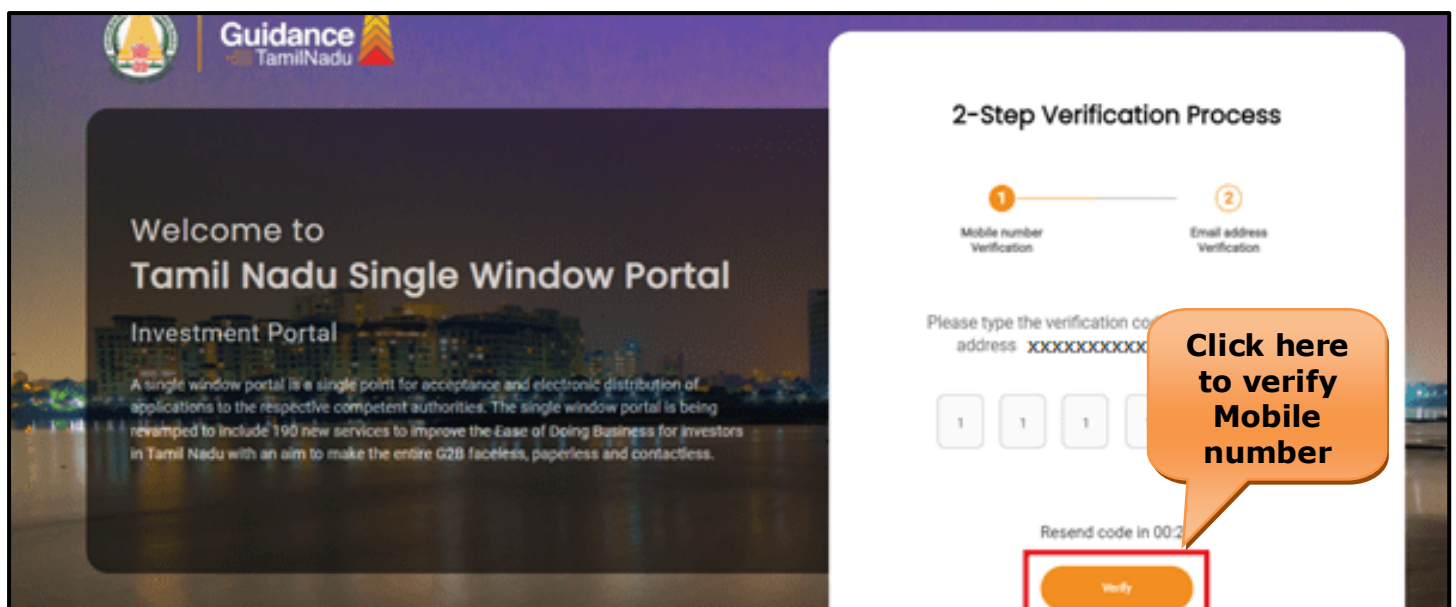 Guidance
TamilNadu
Welcome to
Tamil Nadu Single Window Portal
Investment Portal
A single window portal is a single point for acceptance and electronic distribution of
applications to the respective competent authorities. The single window portal is being
revamped to include 190 new services to improve the Ease of Doing Business for investors
in Tamil Nadu with an aim to make the entire G2B faceless, paperless and contactless.
2-Step Verification Process
1 2
Mobile number
Verification
Email address
Verification
Please type the verification
address xxxxxxxxxx
1 1 1
Click here
to verify
Mobile
number
Resend code in 00:2
Verify